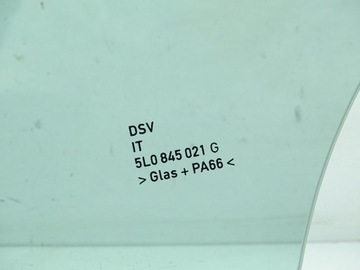 DSV
IT
5L0 845 021 G
> Glas + PA66 <